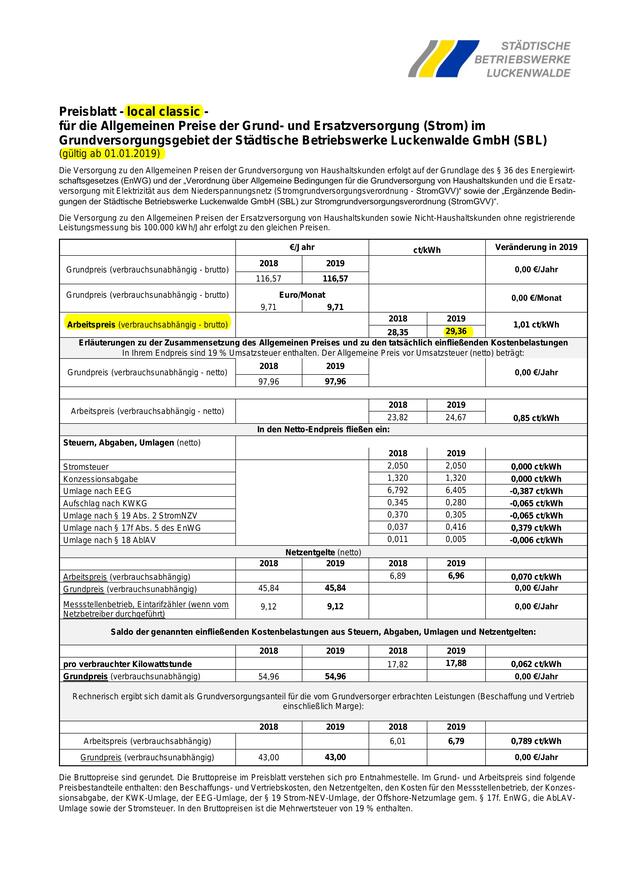 STÄDTISCHE
BETRIEBSWERKE
LUCKENWALDE
Preisblatt - local classic -
für die Allgemeinen Preise der Grund- und Ersatzversorgung (Strom) im
Grundversorgungsgebiet der Städtische Betriebswerke Luckenwalde GmbH (SBL)
(gültig ab 01.01.2019)
Die Versorgung zu den Allgemeinen Preisen der Grundversorgung von Haushaltskunden erfolgt auf der Grundlage des § 36 des Energiewirt-
schaftsgesetzes (EnWG) und der „Verordnung über Allgemeine Bedingungen für die Grundversorgung von Haushaltskunden und die Ersatz-
versorgung mit Elektrizität aus dem Niederspannungsnetz (Stromgrundversorgungsverordnung - StromGVV)“ sowie der „Ergänzende Bedin-
gungen der Städtische Betriebswerke Luckenwalde GmbH (SBL) zur Stromgrundversorgungsverordnung (StromGVV)“.
Die Versorgung zu den Allgemeinen Preisen der Ersatzversorgung von Haushaltskunden sowie Nicht-Haushaltskunden ohne registrierende
Leistungsmessung bis 100.000 kWh/Jahr erfolgt zu den gleichen Preisen.
€/Jahr ct/kWh Veränderung in 2019
Grundpreis (verbrauchsunabhängig - brutto) 2018 2019 0,00 €/Jahr
116,57 116,57
Grundpreis (verbrauchsunabhängig - brutto) Euro/Monat 0,00 €/Monat
9,71 9,71
Arbeitspreis (verbrauchsabhängig - brutto) 2018 2019 1,01 ct/kWh
28,35 29,36
Erläuterungen zu der Zusammensetzung des Allgemeinen Preises und zu den tatsächlich einfließenden Kostenbelastungen
In Ihrem Endpreis sind 19 % Umsatzsteuer enthalten. Der Allgemeine Preis vor Umsatzsteuer (netto) beträgt:
Grundpreis (verbrauchsunabhängig - netto) 2018 2019 0,00 €/Jahr
97,96 97,96
Arbeitspreis (verbrauchsabhängig - netto) 2018 2019
23,82 24,67 0,85 ct/kWh
In den Netto-Endpreis fließen ein:
Steuern, Abgaben, Umlagen (netto)
2018 2019
Stromsteuer 2,050 2,050 0,000 ct/kWh
Konzessionsabgabe 1,320 1,320 0,000 ct/kWh
Umlage nach EEG 6,792 6,405 -0,387 ct/kWh
Aufschlag nach KWKG 0,345 0,280 -0,065 ct/kWh
Umlage nach § 19 Abs. 2 StromNZV 0,370 0,305 -0,065 ct/kWh
Umlage nach § 17f Abs. 5 des EnWG 0,037 0,416 0,379 ct/kWh
Umlage nach § 18 AblAV 0,011 0,005 -0,006 ct/kWh
Netzentgelte (netto)
2018 2019 2018 2019
Arbeitspreis (verbrauchsabhängig) 6,89 6,96 0,070 ct/kWh
Grundpreis (verbrauchsunabhängig) 45,84 45,84 0,00 €/Jahr
Messstellenbetrieb, Eintarifzähler (wenn vom
Netzbetreiber durchgeführt) 9,12 9,12 0,00 €/Jahr
Saldo der genannten einfließenden Kostenbelastungen aus Steuern, Abgaben, Umlagen und Netzentgelten:
2018 2019 2018 2019
pro verbrauchter Kilowattstunde 17,82 17,88 0,062 ct/kWh
Grundpreis (verbrauchsunabhängig) 54,96 54,96 0,00 €/Jahr
Rechnerisch ergibt sich damit als Grundversorgungsanteil für die vom Grundversorger erbrachten Leistungen (Beschaffung und Vertrieb
einschließlich Marge):
2018 2019 2018 2019
Arbeitspreis (verbrauchsabhängig) 6,01 6,79 0,789 ct/kWh
Grundpreis (verbrauchsunabhängig) 43,00 43,00 0,00 €/Jahr
Die Bruttopreise sind gerundet. Die Bruttopreise im Preisblatt verstehen sich pro Entnahmestelle. Im Grund- und Arbeitspreis sind folgende
Preisbestandteile enthalten: den Beschaffungs- und Vertriebskosten, den Netzentgelten, den Kosten für den Messstellenbetrieb, der Konzes-
sionsabgabe, der KWK-Umlage, der EEG-Umlage, der § 19 Strom-NEV-Umlage, der Offshore-Netzumlage gem. § 17f. EnWG, die AbLAV-
Umlage sowie der Stromsteuer. In den Bruttopreisen ist die Mehrwertsteuer von 19 % enthalten.